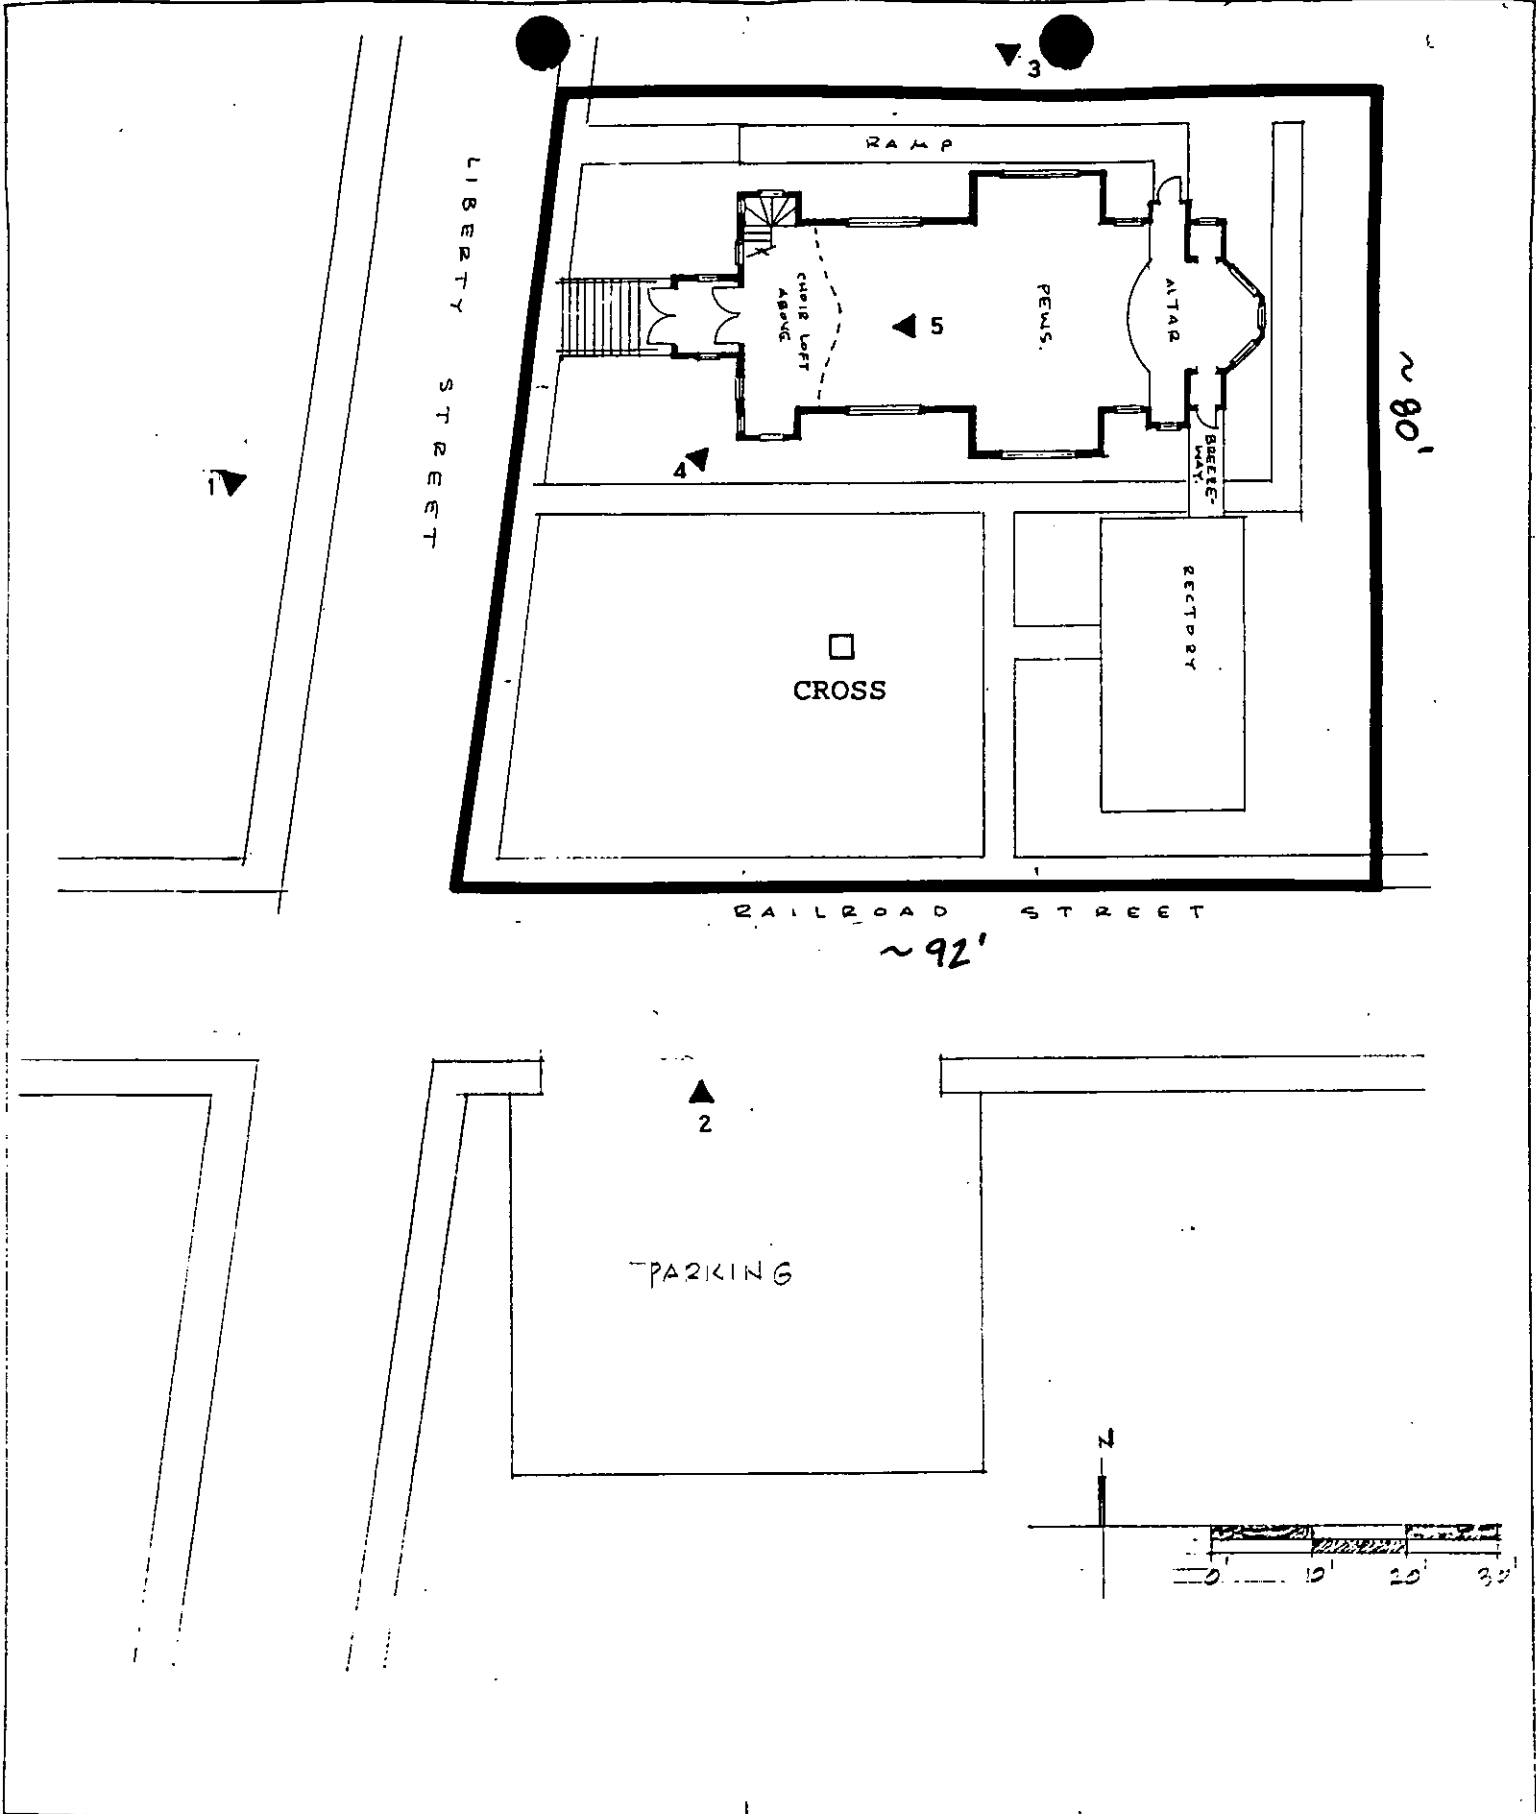 3
RAMP
LIBERTY STREET
CHOIR LOFT
ABOVE
5
PEWS.
ALTAR
~ 80'
4
BREEZE-
WAY.
1
RECTORY
CROSS
RAILROAD STREET
~ 92'
2
PARKING
N
0' 10' 20' 30'